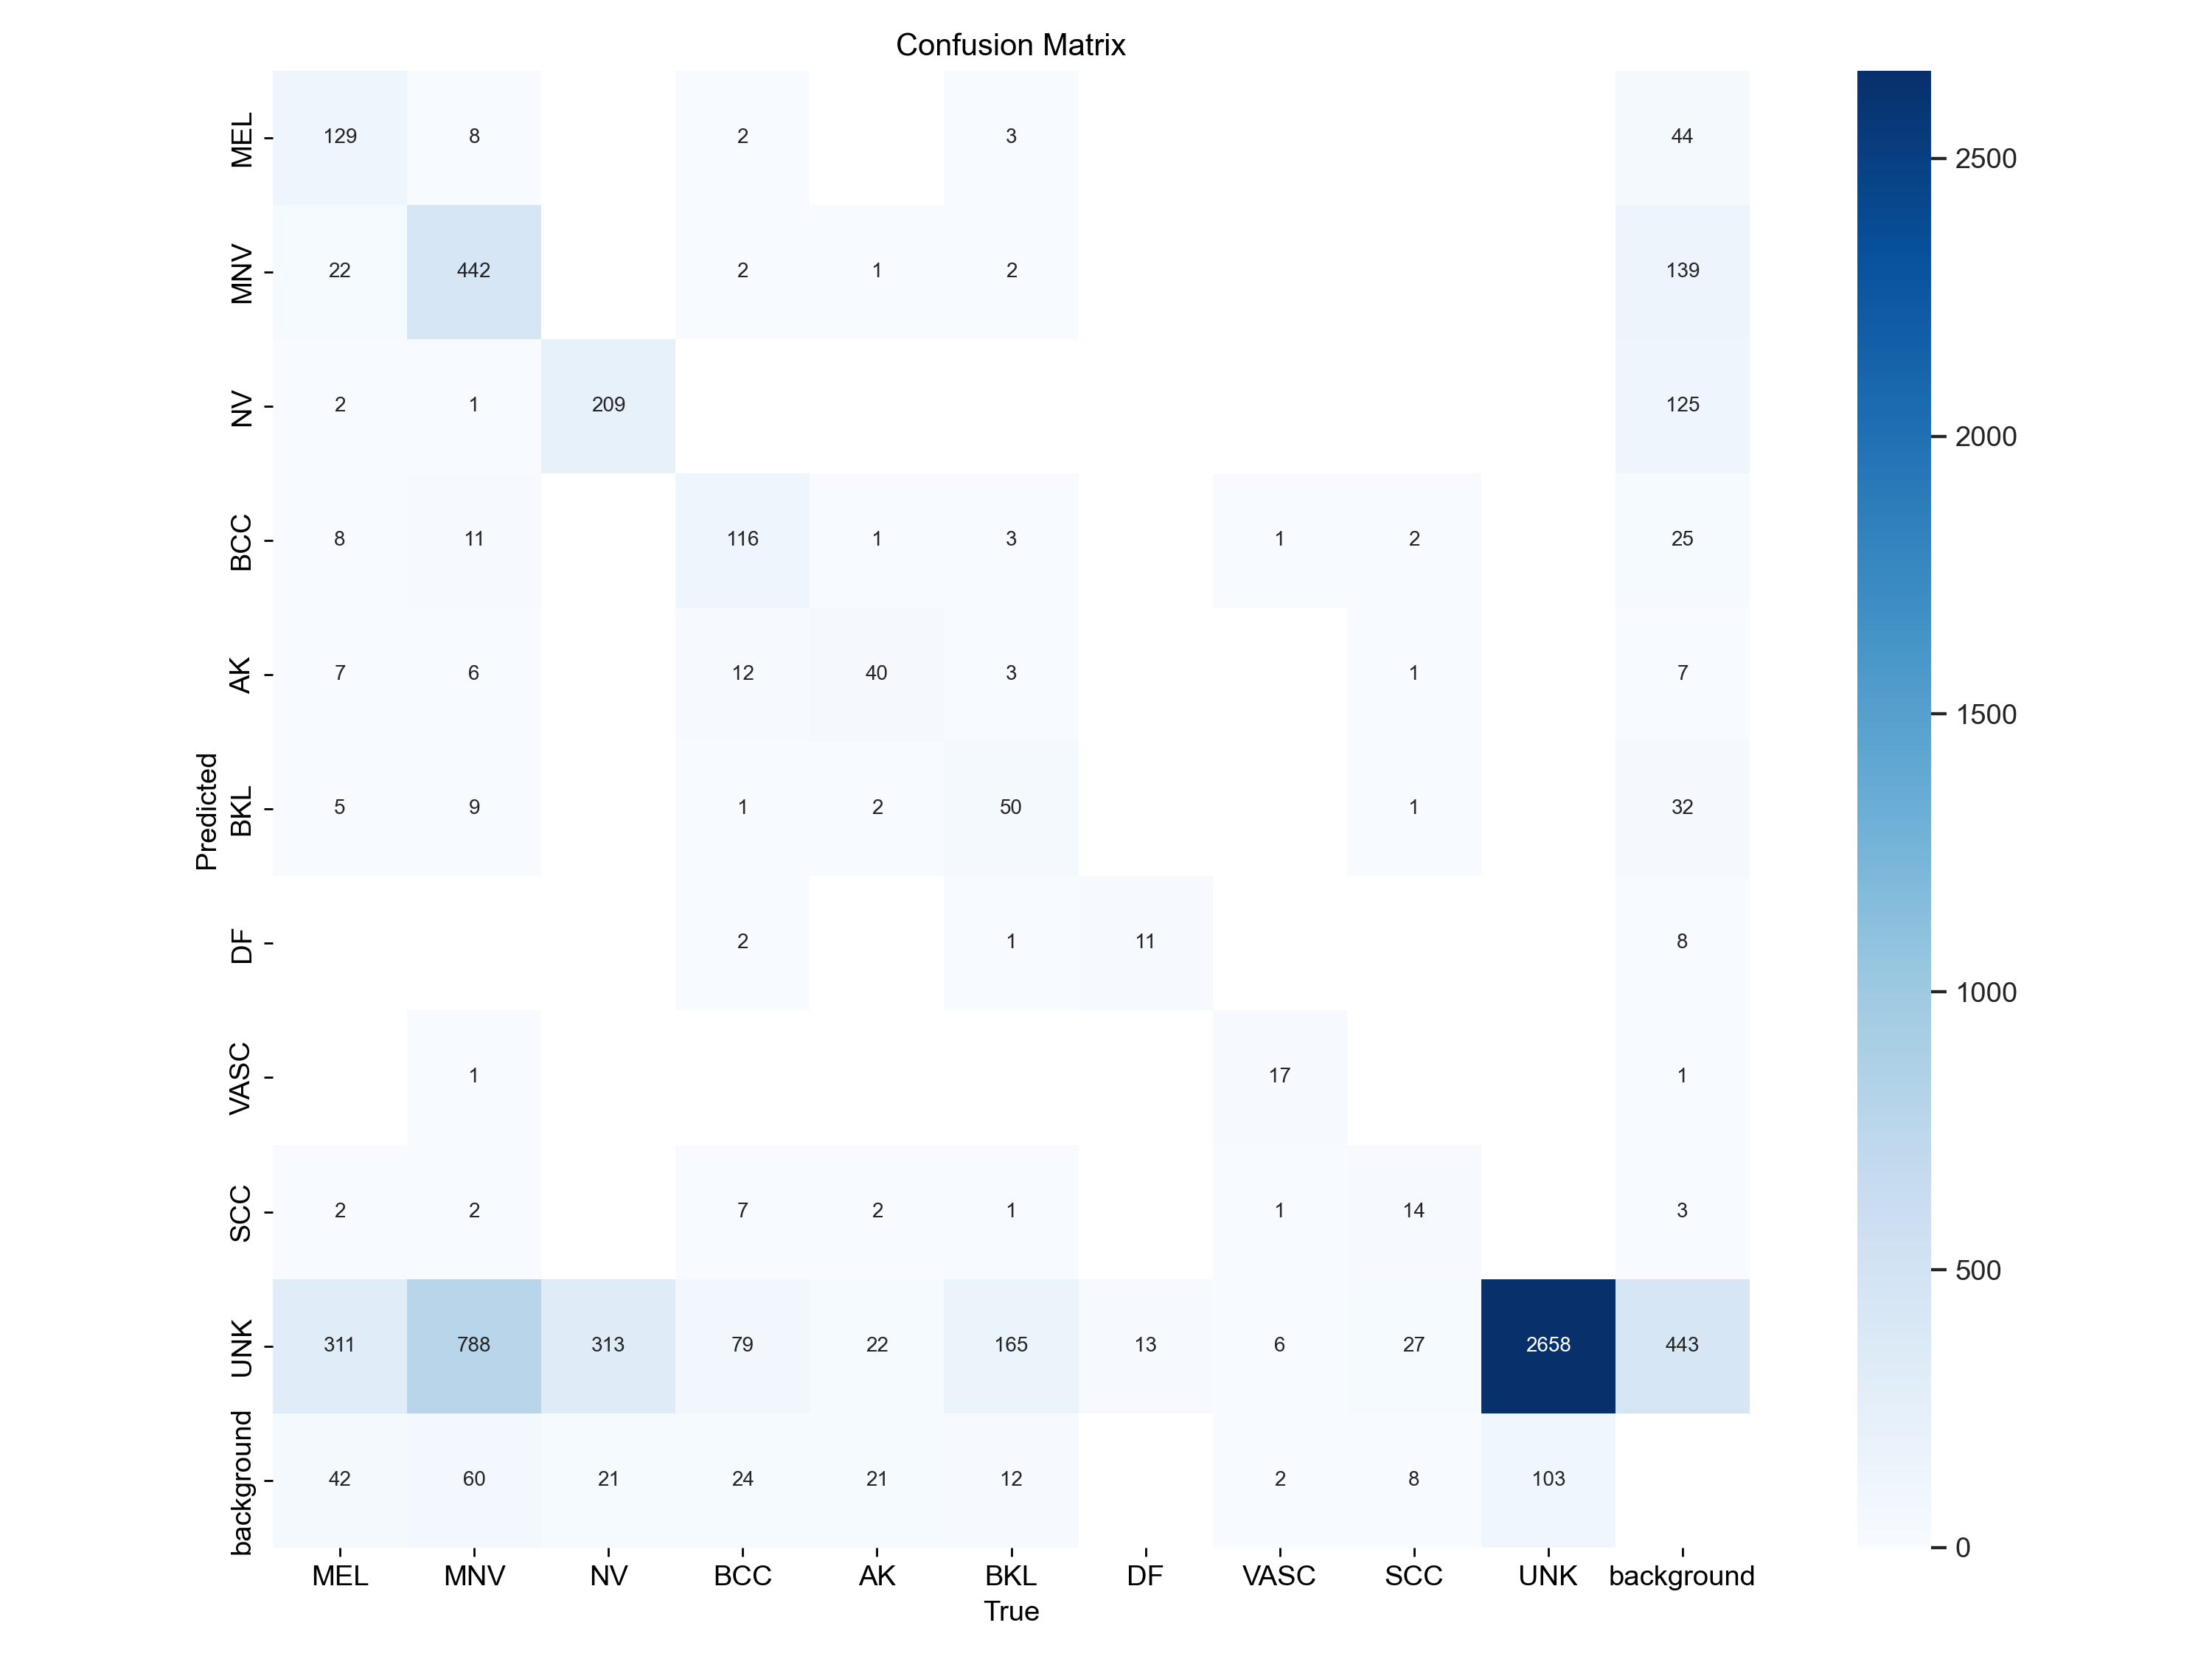 Confusion Matrix
MEL 129 8 2 3 44
MNV 22 442 2 1 2 139
NV 2 1 209 125
BCC 8 11 116 1 3 1 2 25
AK 7 6 12 40 3 1 7
BKL 5 9 1 2 50 1 32
DF 2 1 11 8
VASC 1 17 1
SCC 2 2 7 2 1 1 14 3
UNK 311 788 313 79 22 165 13 6 27 2658 443
background 42 60 21 24 21 12 2 8 103
MEL MNV NV BCC AK BKL DF VASC SCC UNK background
True
Predicted
2500
2000
1500
1000
500
0